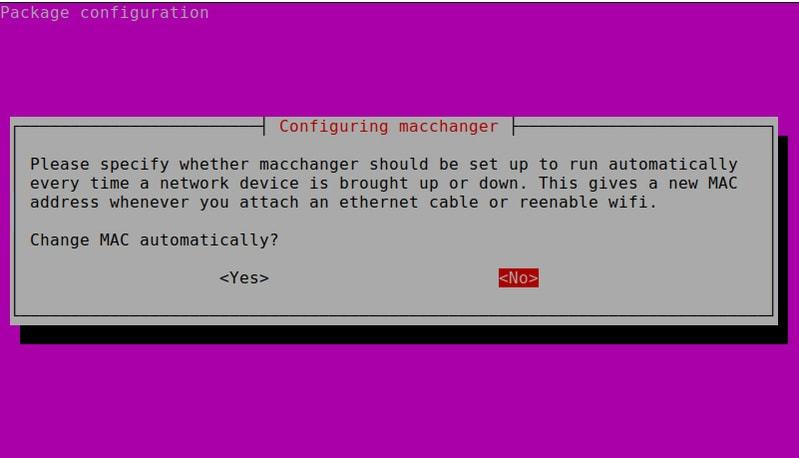 Package configuration
Configuring macchanger
Please specify whether macchanger should be set up to run automatically
every time a network device is brought up or down. This gives a new MAC
address whenever you attach an ethernet cable or reenable wifi.
Change MAC automatically?
<Yes> <No>